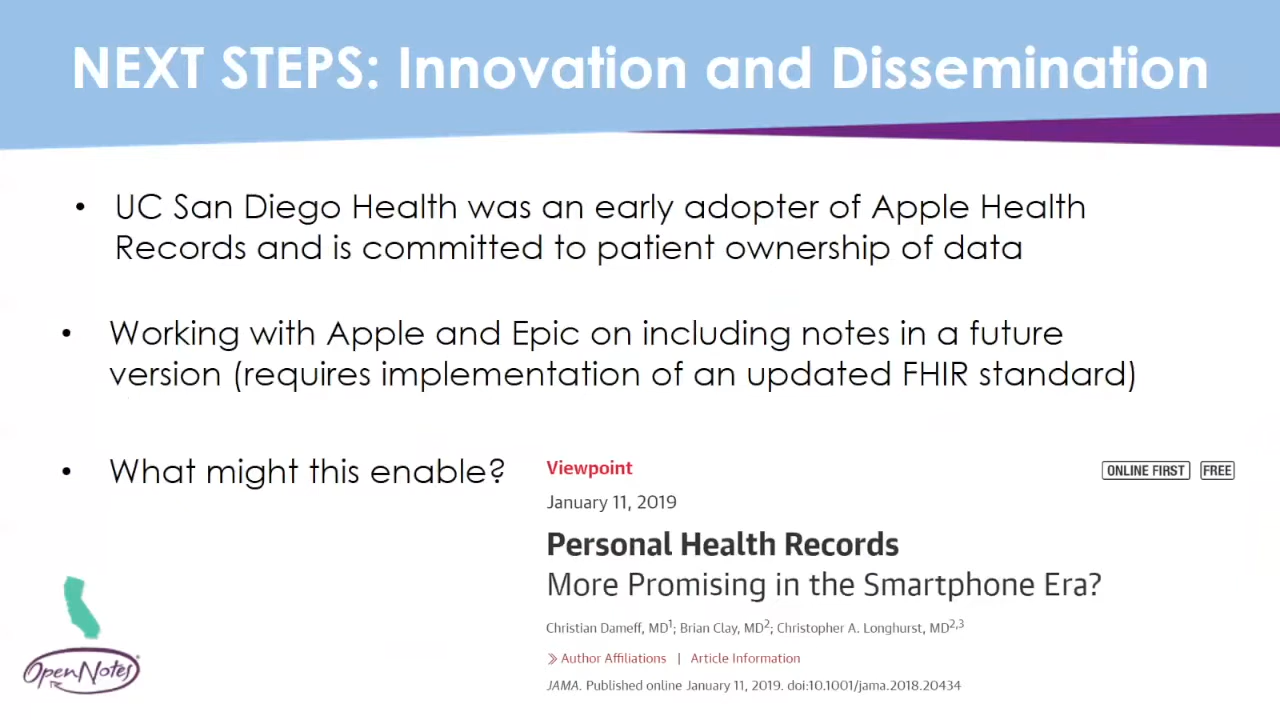 NEXT STEPS: Innovation and Dissemination
• UC San Diego Health was an early adopter of Apple Health
Records and is committed to patient ownership of data
• Working with Apple and Epic on including notes in a future
version (requires implementation of an updated FHIR standard)
• What might this enable?
Viewpoint
ONLINE FIRST FREE
January 11, 2019
Personal Health Records
More Promising in the Smartphone Era?
Christian Dameff, MD1; Brian Clay, MD2; Christopher A. Longhurst, MD2,3
» Author Affiliations | Article Information
JAMA. Published online January 11, 2019. doi:10.1001/jama.2018.20434
OpenNotes®